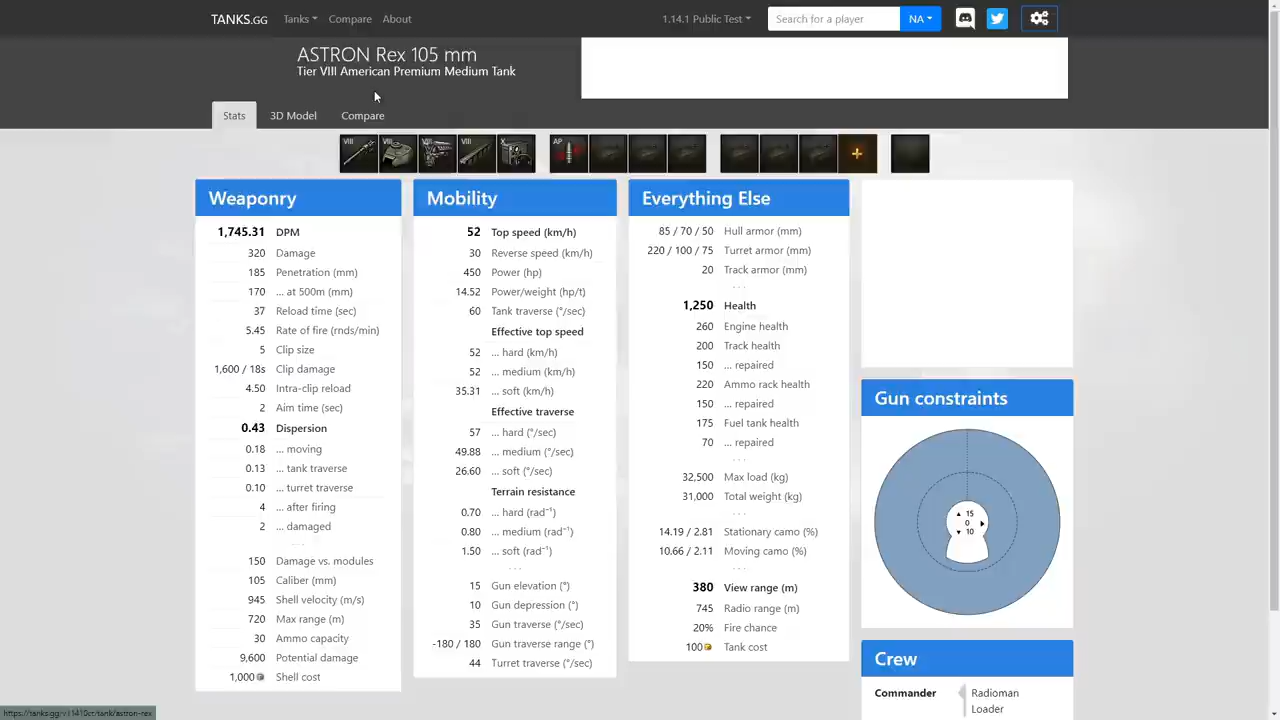 TANKS.GG Tanks Compare About 1.14.1 Public Test Search for a player NA
ASTRON Rex 105 mm
Tier VIII American Premium Medium Tank
Stats 3D Model Compare
VIII VIII VIII VIII X AP
Weaponry
1,745.31 DPM
320 Damage
185 Penetration (mm)
170 ... at 500m (mm)
37 Reload time (sec)
5.45 Rate of fire (rnds/min)
5 Clip size
1,600 / 18s Clip damage
4.50 Intra-clip reload
2 Aim time (sec)
0.43 Dispersion
0.18 ... moving
0.13 ... tank traverse
0.10 ... turret traverse
4 ... after firing
2 ... damaged
...
150 Damage vs. modules
105 Caliber (mm)
945 Shell velocity (m/s)
720 Max range (m)
30 Ammo capacity
9,600 Potential damage
1,000 Shell cost
Mobility
52 Top speed (km/h)
30 Reverse speed (km/h)
450 Power (hp)
14.52 Power/weight (hp/t)
60 Tank traverse (°/sec)
Effective top speed
52 ... hard (km/h)
52 ... medium (km/h)
35.31 ... soft (km/h)
Effective traverse
57 ... hard (°/sec)
49.88 ... medium (°/sec)
26.60 ... soft (°/sec)
Terrain resistance
0.70 ... hard (rad⁻¹)
0.80 ... medium (rad⁻¹)
1.50 ... soft (rad⁻¹)
...
15 Gun elevation (°)
10 Gun depression (°)
35 Gun traverse (°/sec)
-180 / 180 Gun traverse range (°)
44 Turret traverse (°/sec)
Everything Else
85 / 70 / 50 Hull armor (mm)
220 / 100 / 75 Turret armor (mm)
20 Track armor (mm)
...
1,250 Health
260 Engine health
200 Track health
150 ... repaired
220 Ammo rack health
150 ... repaired
175 Fuel tank health
70 ... repaired
...
32,500 Max load (kg)
31,000 Total weight (kg)
...
14.19 / 2.81 Stationary camo (%)
10.66 / 2.11 Moving camo (%)
...
380 View range (m)
745 Radio range (m)
20% Fire chance
100 Tank cost
Gun constraints
15
0
10
Crew
Commander Radioman
Loader
https://tanks.gg/v11410ct/tank/astron-rex